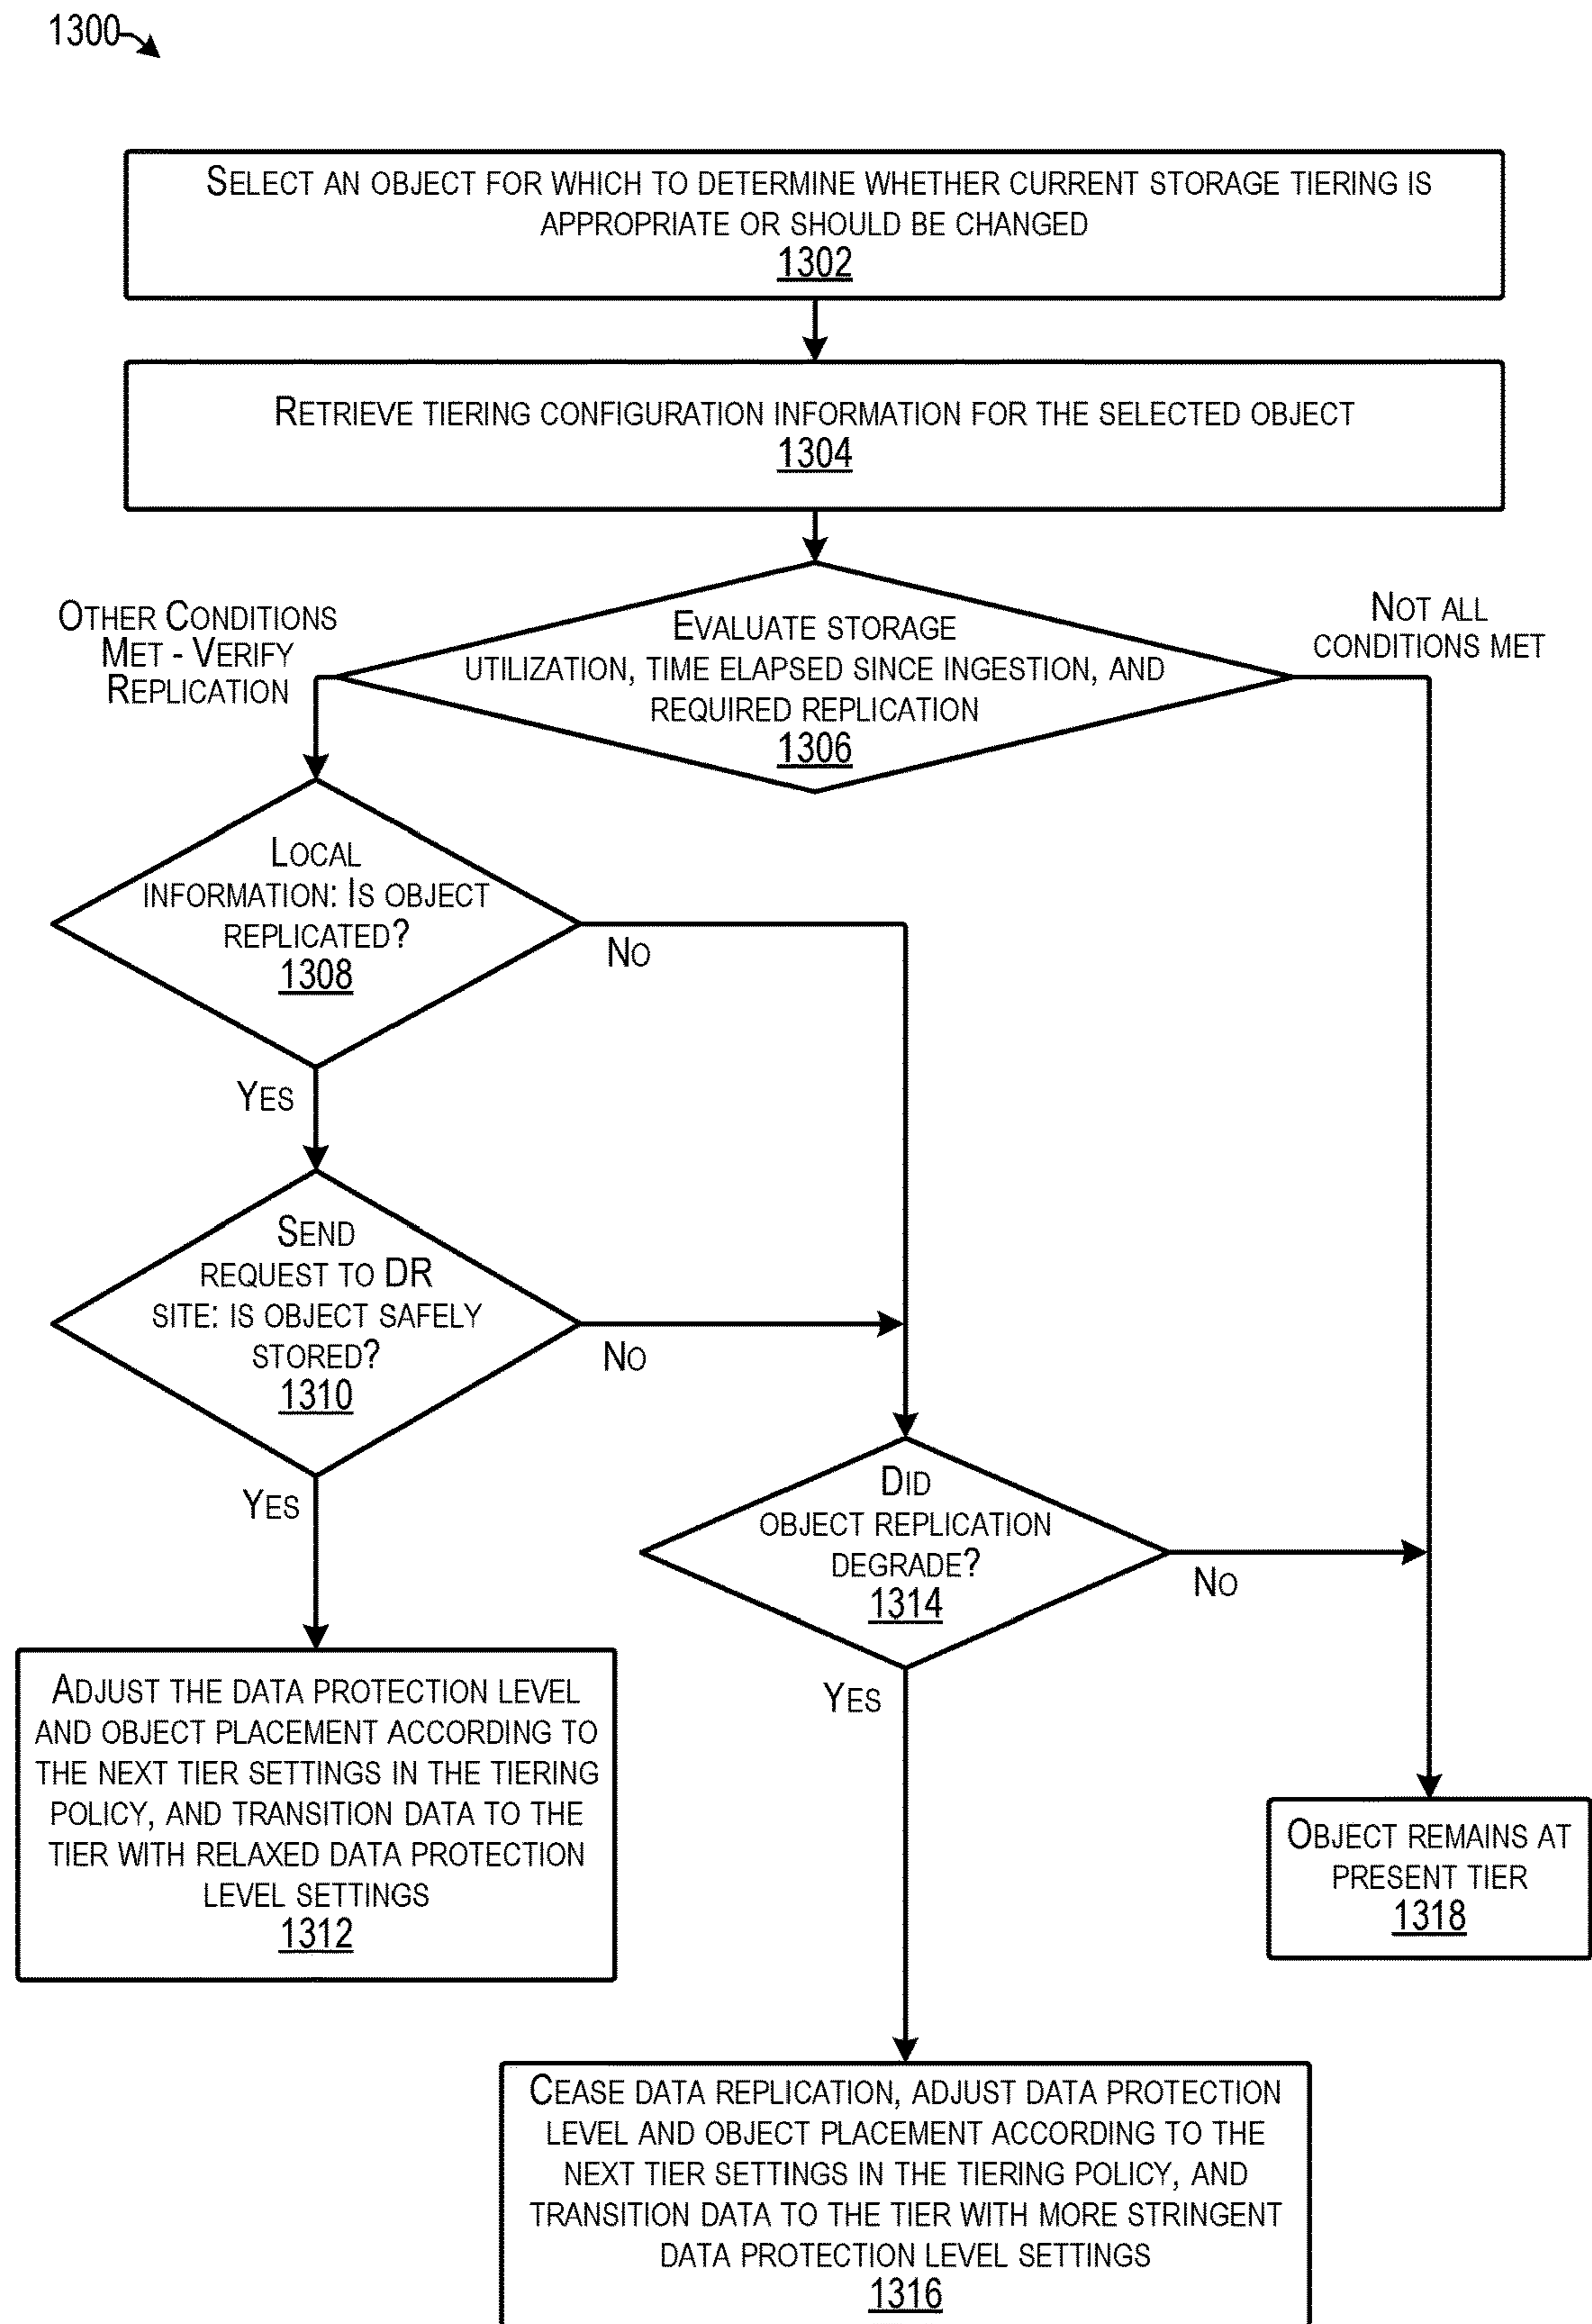 1300
SELECT AN OBJECT FOR WHICH TO DETERMINE WHETHER CURRENT STORAGE TIERING IS
APPROPRIATE OR SHOULD BE CHANGED
1302
RETRIEVE TIERING CONFIGURATION INFORMATION FOR THE SELECTED OBJECT
1304
OTHER CONDITIONS
MET - VERIFY
REPLICATION
EVALUATE STORAGE
UTILIZATION, TIME ELAPSED SINCE INGESTION, AND
REQUIRED REPLICATION
1306
NOT ALL
CONDITIONS MET
LOCAL
INFORMATION: IS OBJECT
REPLICATED?
1308
NO
YES
SEND
REQUEST TO DR
SITE: IS OBJECT SAFELY
STORED?
1310
NO
YES
DID
OBJECT REPLICATION
DEGRADE?
1314
NO
YES
ADJUST THE DATA PROTECTION LEVEL
AND OBJECT PLACEMENT ACCORDING TO
THE NEXT TIER SETTINGS IN THE TIERING
POLICY, AND TRANSITION DATA TO THE
TIER WITH RELAXED DATA PROTECTION
LEVEL SETTINGS
1312
OBJECT REMAINS AT
PRESENT TIER
1318
CEASE DATA REPLICATION, ADJUST DATA PROTECTION
LEVEL AND OBJECT PLACEMENT ACCORDING TO THE
NEXT TIER SETTINGS IN THE TIERING POLICY, AND
TRANSITION DATA TO THE TIER WITH MORE STRINGENT
DATA PROTECTION LEVEL SETTINGS
1316